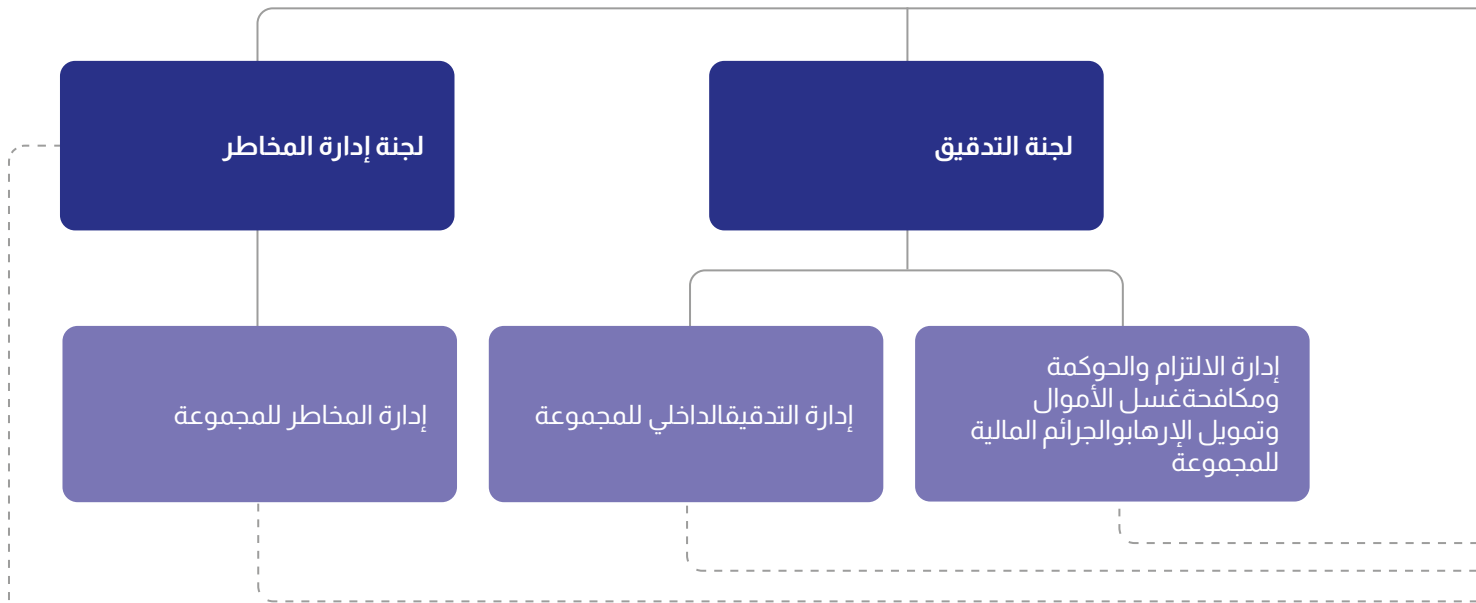 لجنة التدقيق
لجنة إدارة المخاطر
إدارة الالتزام والحوكمة
ومكافحةغسل الأموال
وتمويل الإرهابوالجرائم المالية
للمجموعة
إدارة التدقيقالداخلي للمجموعة
إدارة المخاطر للمجموعة